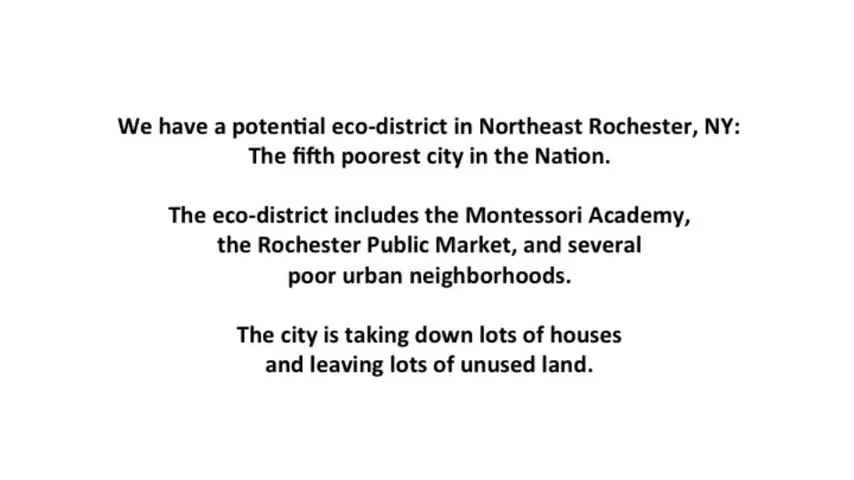 We have a potential eco-district in Northeast Rochester, NY:
The fifth poorest city in the Nation.
The eco-district includes the Montessori Academy,
the Rochester Public Market, and several
poor urban neighborhoods.
The city is taking down lots of houses
and leaving lots of unused land.